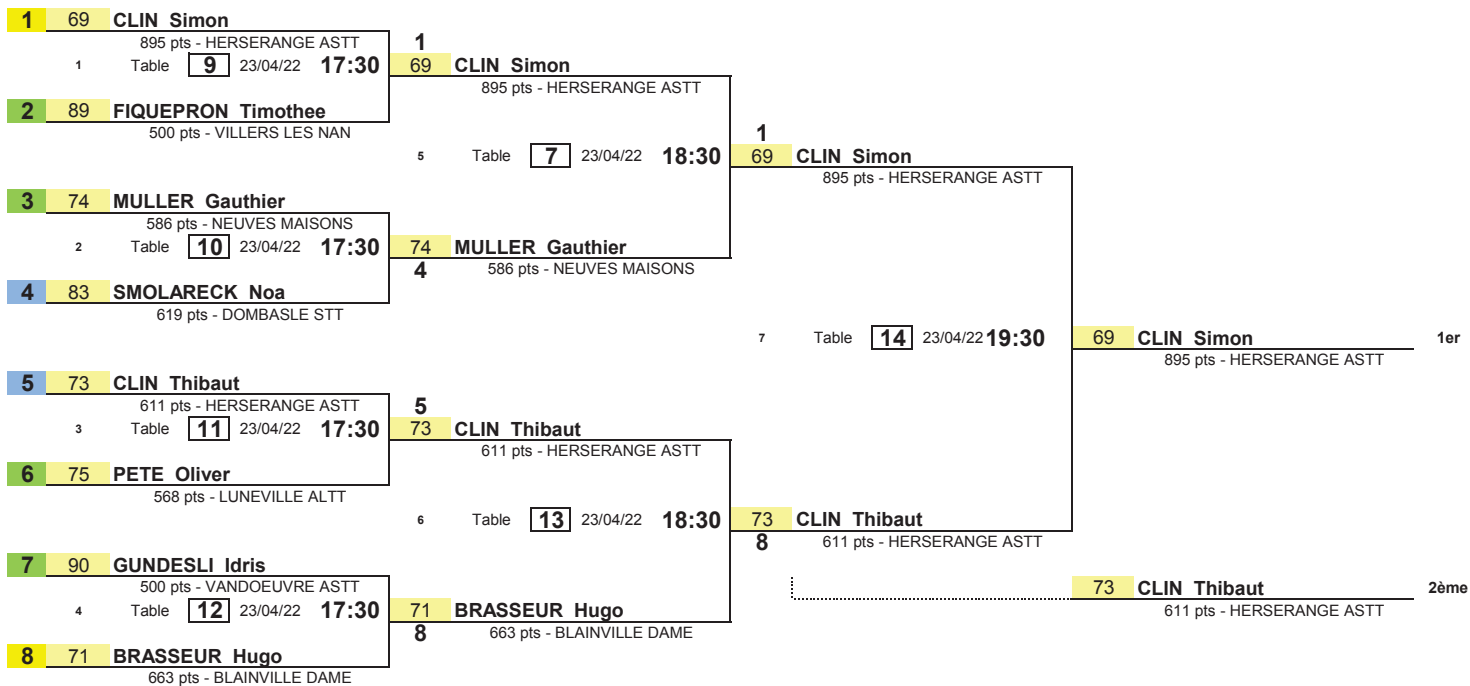 1 69 CLIN Simon
895 pts - HERSERANGE ASTT
1 Table 9 23/04/22 17:30
2 89 FIQUEPRON Timothee
500 pts - VILLERS LES NAN
3 74 MULLER Gauthier
586 pts - NEUVES MAISONS
2 Table 10 23/04/22 17:30
4 83 SMOLARECK Noa
619 pts - DOMBASLE STT
5 73 CLIN Thibaut
611 pts - HERSERANGE ASTT
3 Table 11 23/04/22 17:30
6 75 PETE Oliver
568 pts - LUNEVILLE ALTT
7 90 GUNDESLI Idris
500 pts - VANDOEUVRE ASTT
4 Table 12 23/04/22 17:30
8 71 BRASSEUR Hugo
663 pts - BLAINVILLE DAME
1
69 CLIN Simon
895 pts - HERSERANGE ASTT
5 Table 7 23/04/22 18:30
74 MULLER Gauthier
4 586 pts - NEUVES MAISONS
5
73 CLIN Thibaut
611 pts - HERSERANGE ASTT
6 Table 13 23/04/22 18:30
71 BRASSEUR Hugo
8 663 pts - BLAINVILLE DAME
1
69 CLIN Simon
895 pts - HERSERANGE ASTT
7 Table 14 23/04/22 19:30
73 CLIN Thibaut
8 611 pts - HERSERANGE ASTT
69 CLIN Simon 1er
895 pts - HERSERANGE ASTT
73 CLIN Thibaut 2ème
611 pts - HERSERANGE ASTT